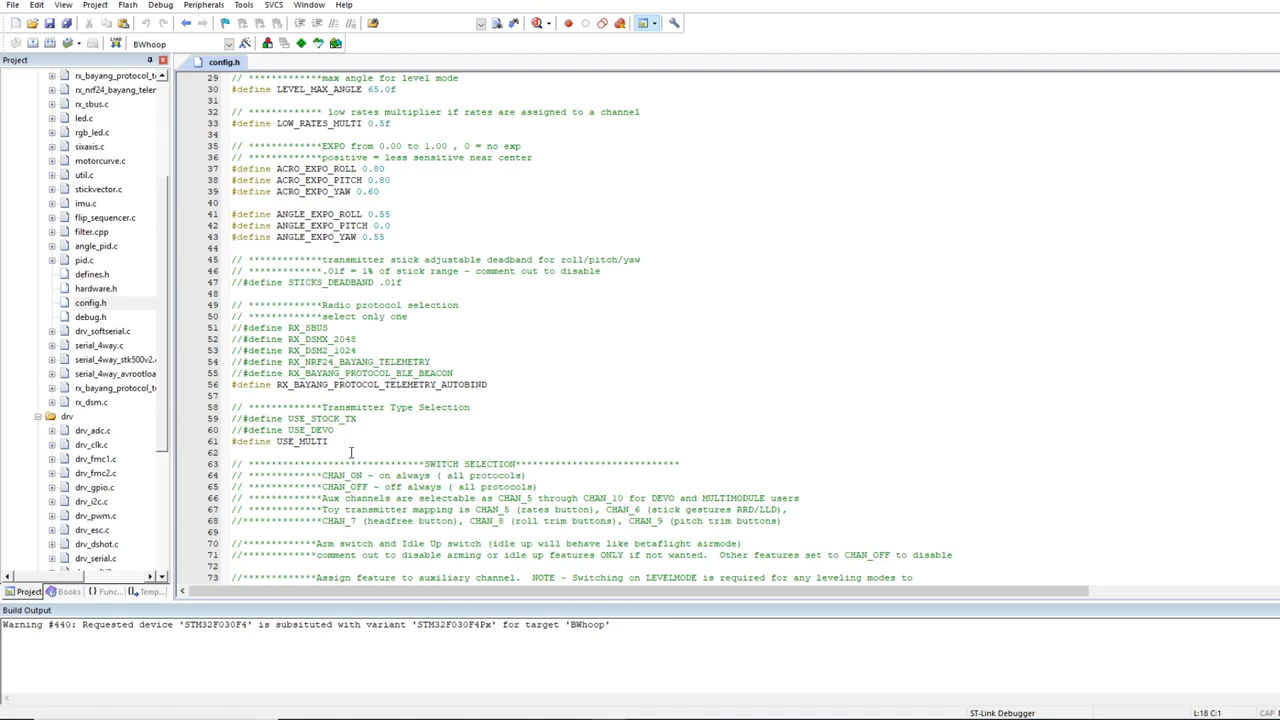 File Edit View Project Flash Debug Peripherals Tools SVCS Window Help
BWhoop
Project
config.h
rx_bayang_protocol_t
rx_nrf24_bayang_telem
rx_sbus.c
led.c
rgb_led.c
sixaxis.c
motorcurve.c
util.c
stickvector.c
imu.c
flip_sequencer.c
filter.cpp
angle_pid.c
pid.c
defines.h
hardware.h
config.h
debug.h
drv_softserial.c
serial_4way.c
serial_4way_stk500v2.c
serial_4way_avrootloa
rx_bayang_protocol_t
rx_dsm.c
drv
drv_adc.c
drv_clk.c
drv_fmc1.c
drv_fmc2.c
drv_gpio.c
drv_i2c.c
drv_pwm.c
drv_esc.c
drv_dshot.c
drv_serial.c
Project Books {} Func... Temp...
29 // *************max angle for level mode
30 #define LEVEL_MAX_ANGLE 65.0f
31
32 // ************* low rates multiplier if rates are assigned to a channel
33 #define LOW_RATES_MULTI 0.5f
34
35 // *************EXPO from 0.00 to 1.00 , 0 = no exp
36 // *************positive = less sensitive near center
37 #define ACRO_EXPO_ROLL 0.80
38 #define ACRO_EXPO_PITCH 0.80
39 #define ACRO_EXPO_YAW 0.60
40
41 #define ANGLE_EXPO_ROLL 0.55
42 #define ANGLE_EXPO_PITCH 0.0
43 #define ANGLE_EXPO_YAW 0.55
44
45 // *************transmitter stick adjustable deadband for roll/pitch/yaw
46 // *************.01f = 1% of stick range - comment out to disable
47 //#define STICKS_DEADBAND .01f
48
49 // *************Radio protocol selection
50 // *************select only one
51 //#define RX_SBUS
52 //#define RX_DSMX_2048
53 //#define RX_DSM2_1024
54 //#define RX_NRF24_BAYANG_TELEMETRY
55 //#define RX_BAYANG_PROTOCOL_BLE_BEACON
56 #define RX_BAYANG_PROTOCOL_TELEMETRY_AUTOBIND
57
58 // *************Transmitter Type Selection
59 //#define USE_STOCK_TX
60 //#define USE_DEVO
61 #define USE_MULTI
62
63 // *******************************SWITCH SELECTION*****************************
64 // *************CHAN_ON - on always ( all protocols)
65 // *************CHAN_OFF - off always ( all protocols)
66 // *************Aux channels are selectable as CHAN_5 through CHAN_10 for DEVO and MULTIMODULE users
67 // *************Toy transmitter mapping is CHAN_5 (rates button), CHAN_6 (stick gestures RRD/LLD),
68 //*************CHAN_7 (headfree button), CHAN_8 (roll trim buttons), CHAN_9 (pitch trim buttons)
69
70 //*************Arm switch and Idle Up switch (idle up will behave like betaflight airmode)
71 //*************comment out to disable arming or idle up features ONLY if not wanted.  Other features set to CHAN_OFF to disable
72
73 //*************Assign feature to auxiliary channel.  NOTE - Switching on LEVELMODE is required for any leveling modes to
Build Output
Warning #440: Requested device 'STM32F030F4' is subsituted with variant 'STM32F030F4Px' for target 'BWhoop'
ST-Link Debugger L:18 C:1 CAP